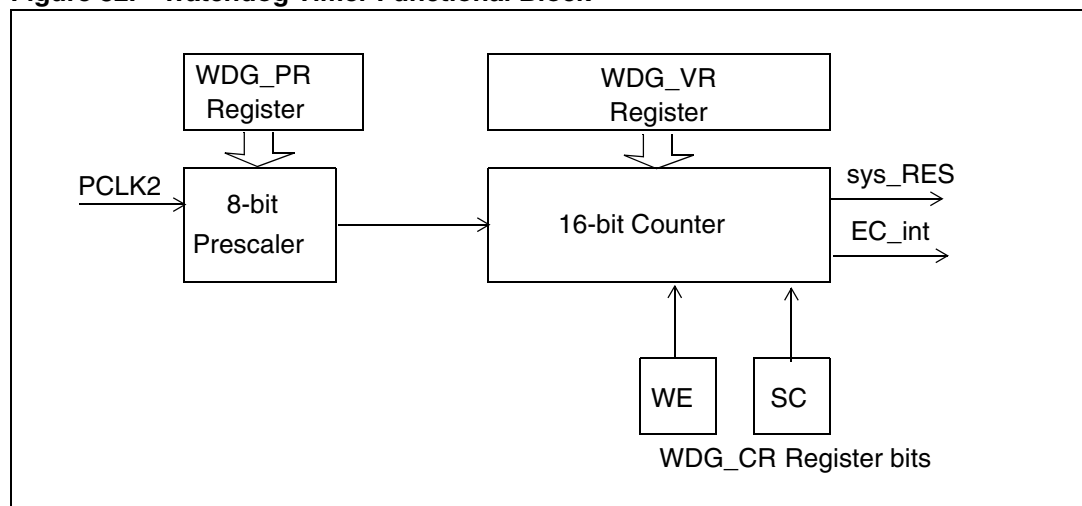 WDG_PR
Register
WDG_VR
Register
PCLK2
8-bit
Prescaler
16-bit Counter
sys_RES
EC_int
WE
SC
WDG_CR Register bits